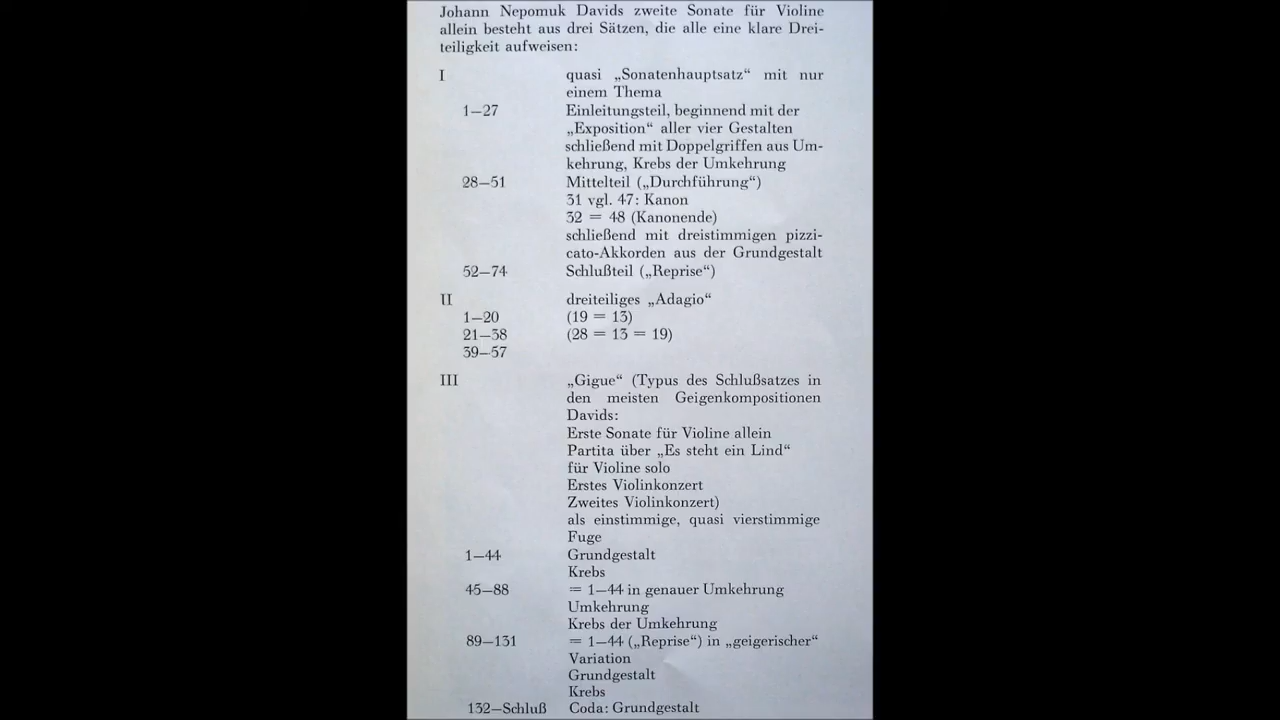 Johann Nepomuk Davids zweite Sonate für Violine
allein besteht aus drei Sätzen, die alle eine klare Drei-
teiligkeit aufweisen:
I quasi „Sonatenhauptsatz“ mit nur
einem Thema
1—27 Einleitungsteil, beginnend mit der
„Exposition“ aller vier Gestalten
schließend mit Doppelgriffen aus Um-
kehrung, Krebs der Umkehrung
28—51 Mittelteil („Durchführung“)
31 vgl. 47: Kanon
32 = 48 (Kanonende)
schließend mit dreistimmigen pizzi-
cato-Akkorden aus der Grundgestalt
52—74 Schlußteil („Reprise“)
II dreiteiliges „Adagio“
1—20 (19 = 13)
21—38 (28 = 13 = 19)
39—57
III „Gigue“ (Typus des Schlußsatzes in
den meisten Geigenkompositionen
Davids:
Erste Sonate für Violine allein
Partita über „Es steht ein Lind“
für Violine solo
Erstes Violinkonzert
Zweites Violinkonzert)
als einstimmige, quasi vierstimmige
Fuge
1—44 Grundgestalt
Krebs
45—88 = 1—44 in genauer Umkehrung
Umkehrung
Krebs der Umkehrung
89—131 = 1—44 („Reprise“) in „geigerischer“
Variation
Grundgestalt
Krebs
132—Schluß Coda: Grundgestalt